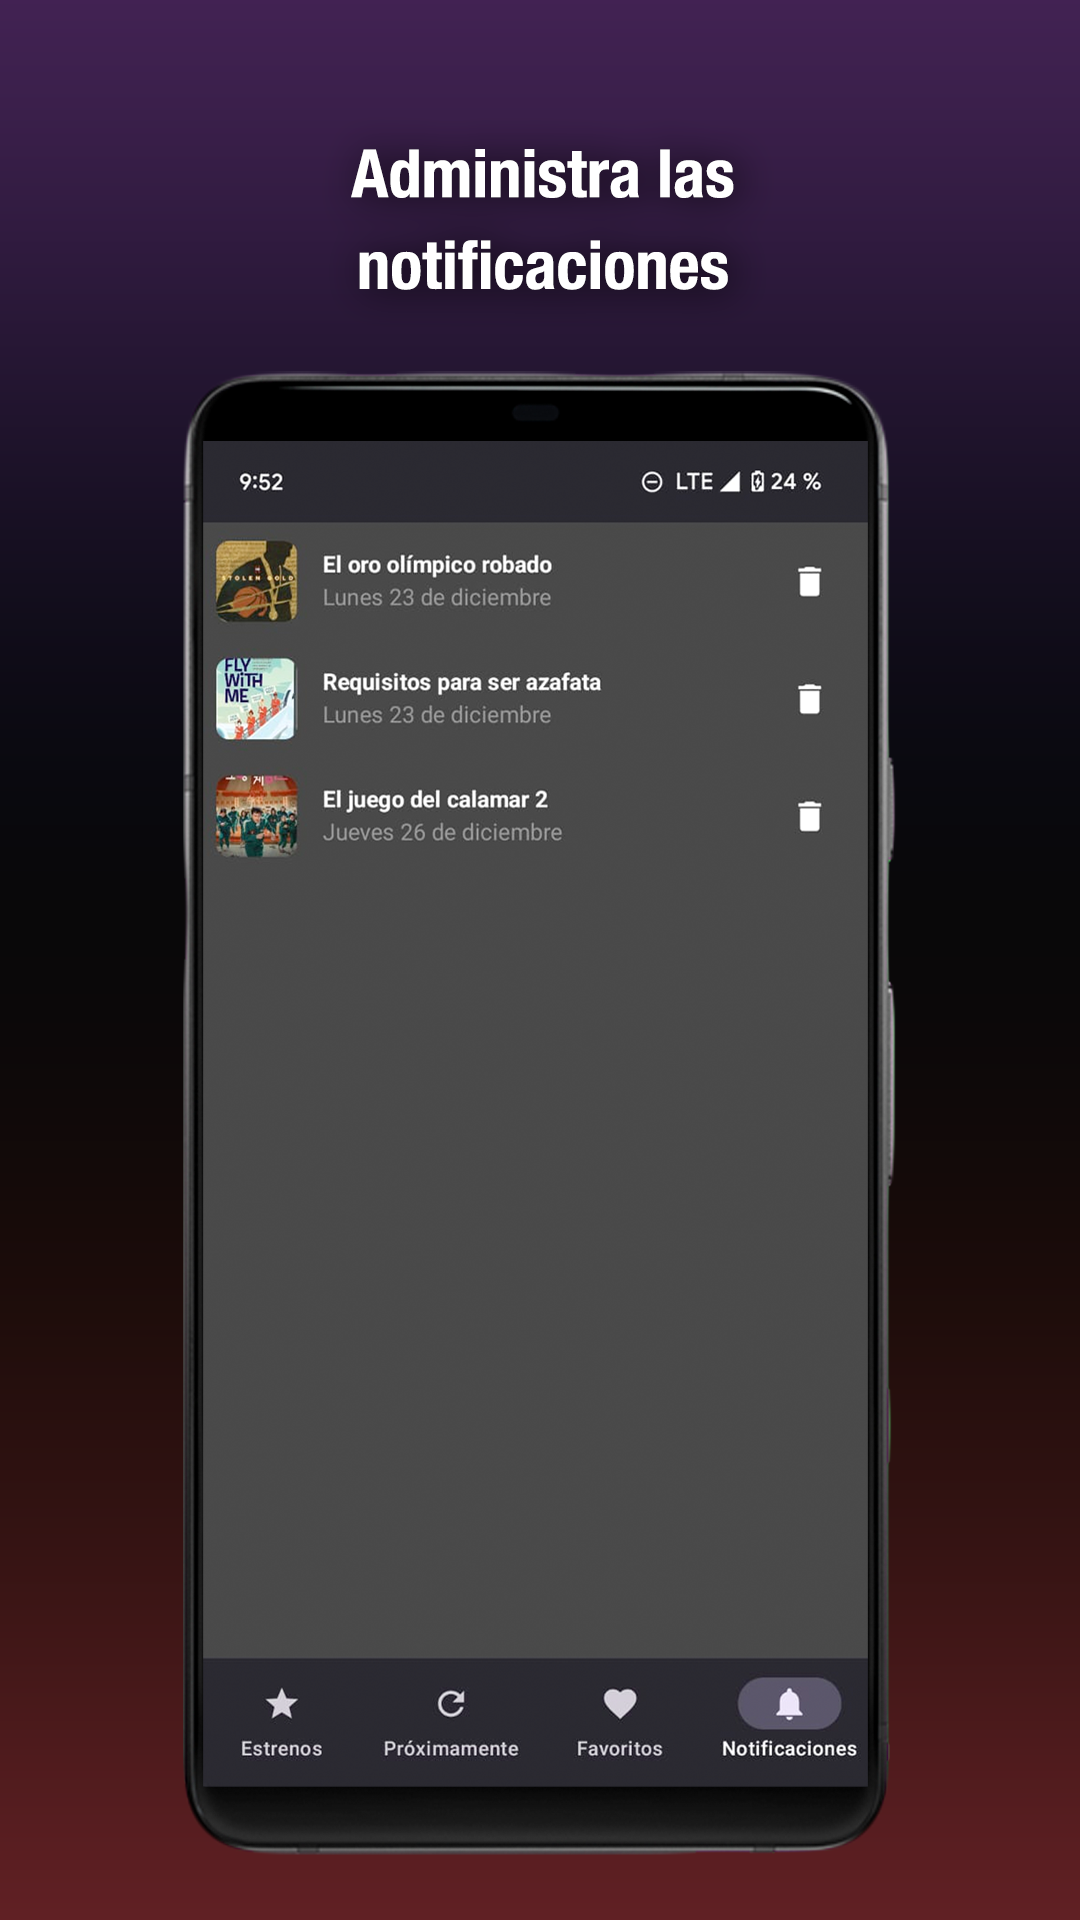 Administra las
notificaciones
9:52
LTE 24 %
STOLEN GOLD
El oro olímpico robado
Lunes 23 de diciembre
FLY
WiTH
ME
Requisitos para ser azafata
Lunes 23 de diciembre
El juego del calamar 2
Jueves 26 de diciembre
Estrenos
Próximamente
Favoritos
Notificaciones